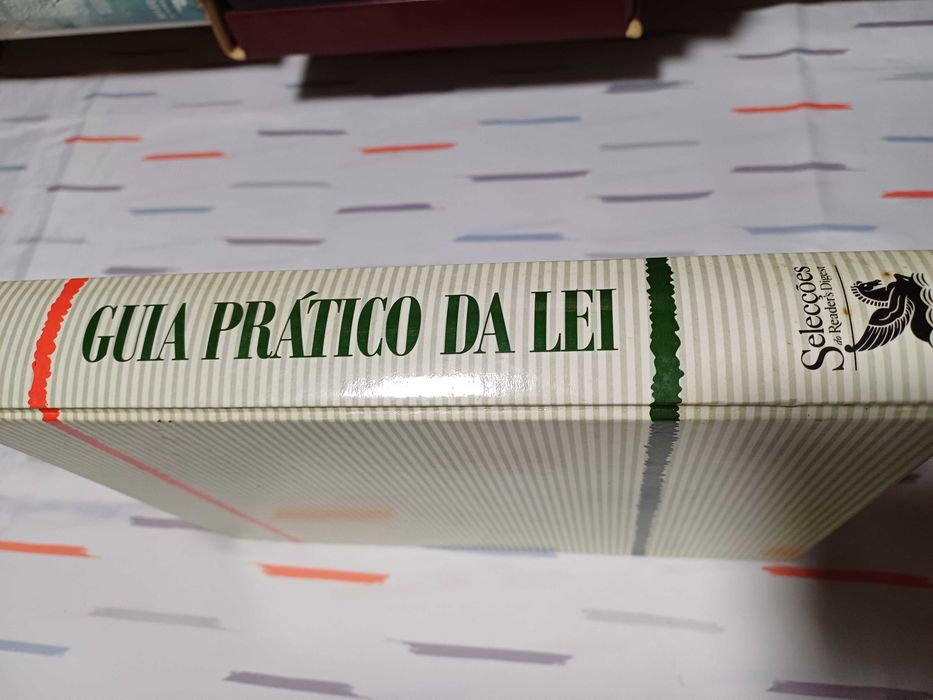 GUIA PRÁTICO DA LEI
Selecções
do Reader's Digest